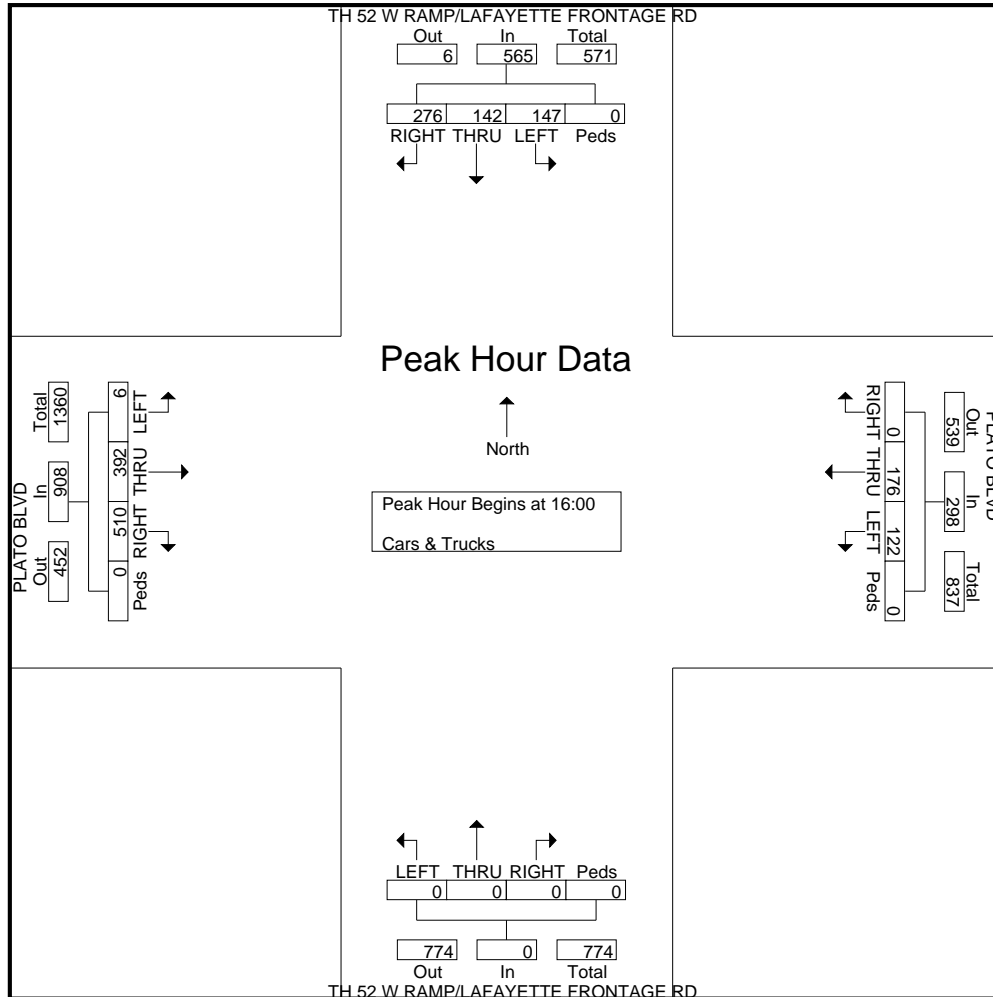 TH 52 W RAMP/LAFAYETTE FRONTAGE RD
Out In Total
6 565 571
276 142 147 0
RIGHT THRU LEFT Peds
Peak Hour Data
North
Peak Hour Begins at 16:00
Cars & Trucks
PLATO BLVD
Out In Total
452 908 1360
6 392 510 0
LEFT THRU RIGHT Peds
PLATO BLVD
Out In Total
539 298 837
0 176 122 0
RIGHT THRU LEFT Peds
LEFT THRU RIGHT Peds
0 0 0 0
774 0 774
Out In Total
TH 52 W RAMP/LAFAYETTE FRONTAGE RD